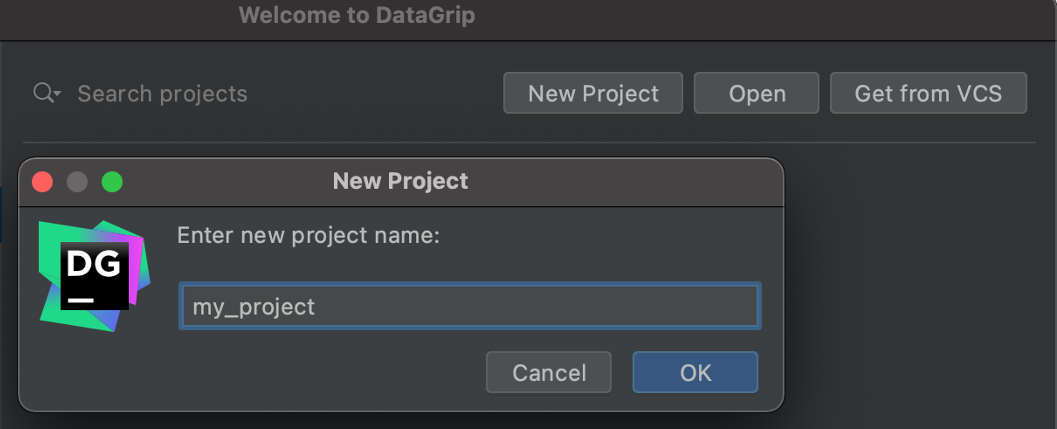 Welcome to DataGrip
Search projects
New Project
Open
Get from VCS
New Project
DG
Enter new project name:
my_project
Cancel
OK